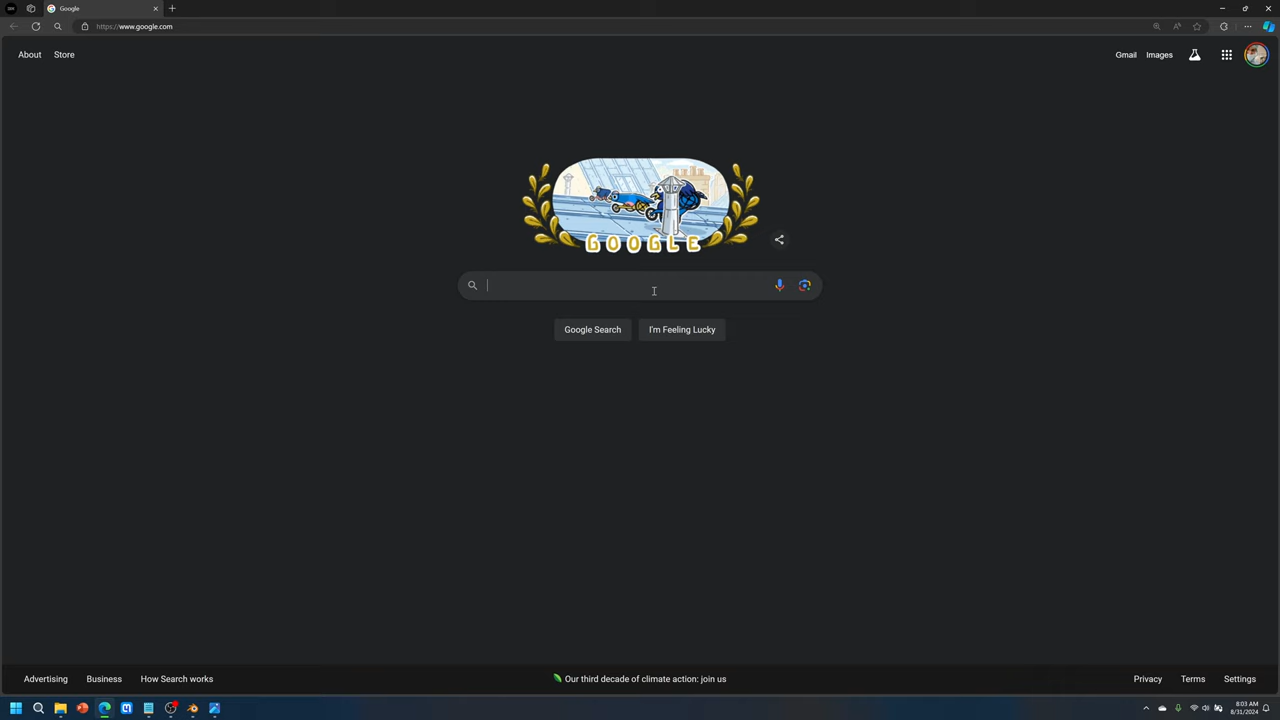 Google
https://www.google.com
About Store
Gmail Images
GOOGLE
Google Search I'm Feeling Lucky
Advertising Business How Search works
Our third decade of climate action: join us
Privacy Terms Settings
8:03 AM
8/31/2024